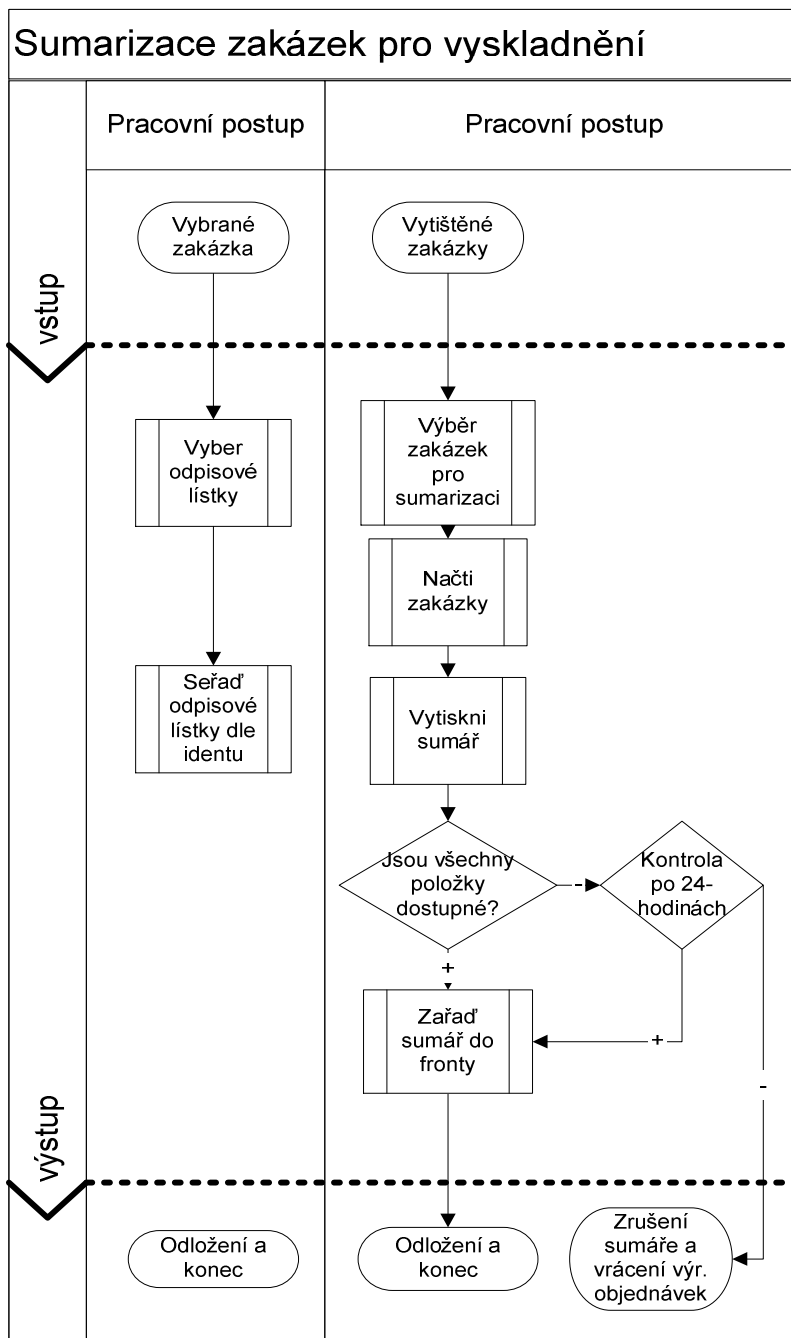 Sumarizace zakázek pro vyskladnění
Pracovní postup
Pracovní postup
vstup
Vybrané
zakázka
Vytištěné
zakázky
Vyber
odpisové
lístky
Výběr
zakázek
pro
sumarizaci
Načti
zakázky
Seřaď
odpisové
lístky dle
identu
Vytiskni
sumář
Jsou všechny
položky
dostupné?
-
Kontrola
po 24-
hodinách
+
Zařaď
sumář do
fronty
+
-
výstup
Odložení a
konec
Odložení a
konec
Zrušení
sumáře a
vrácení výr.
objednávek